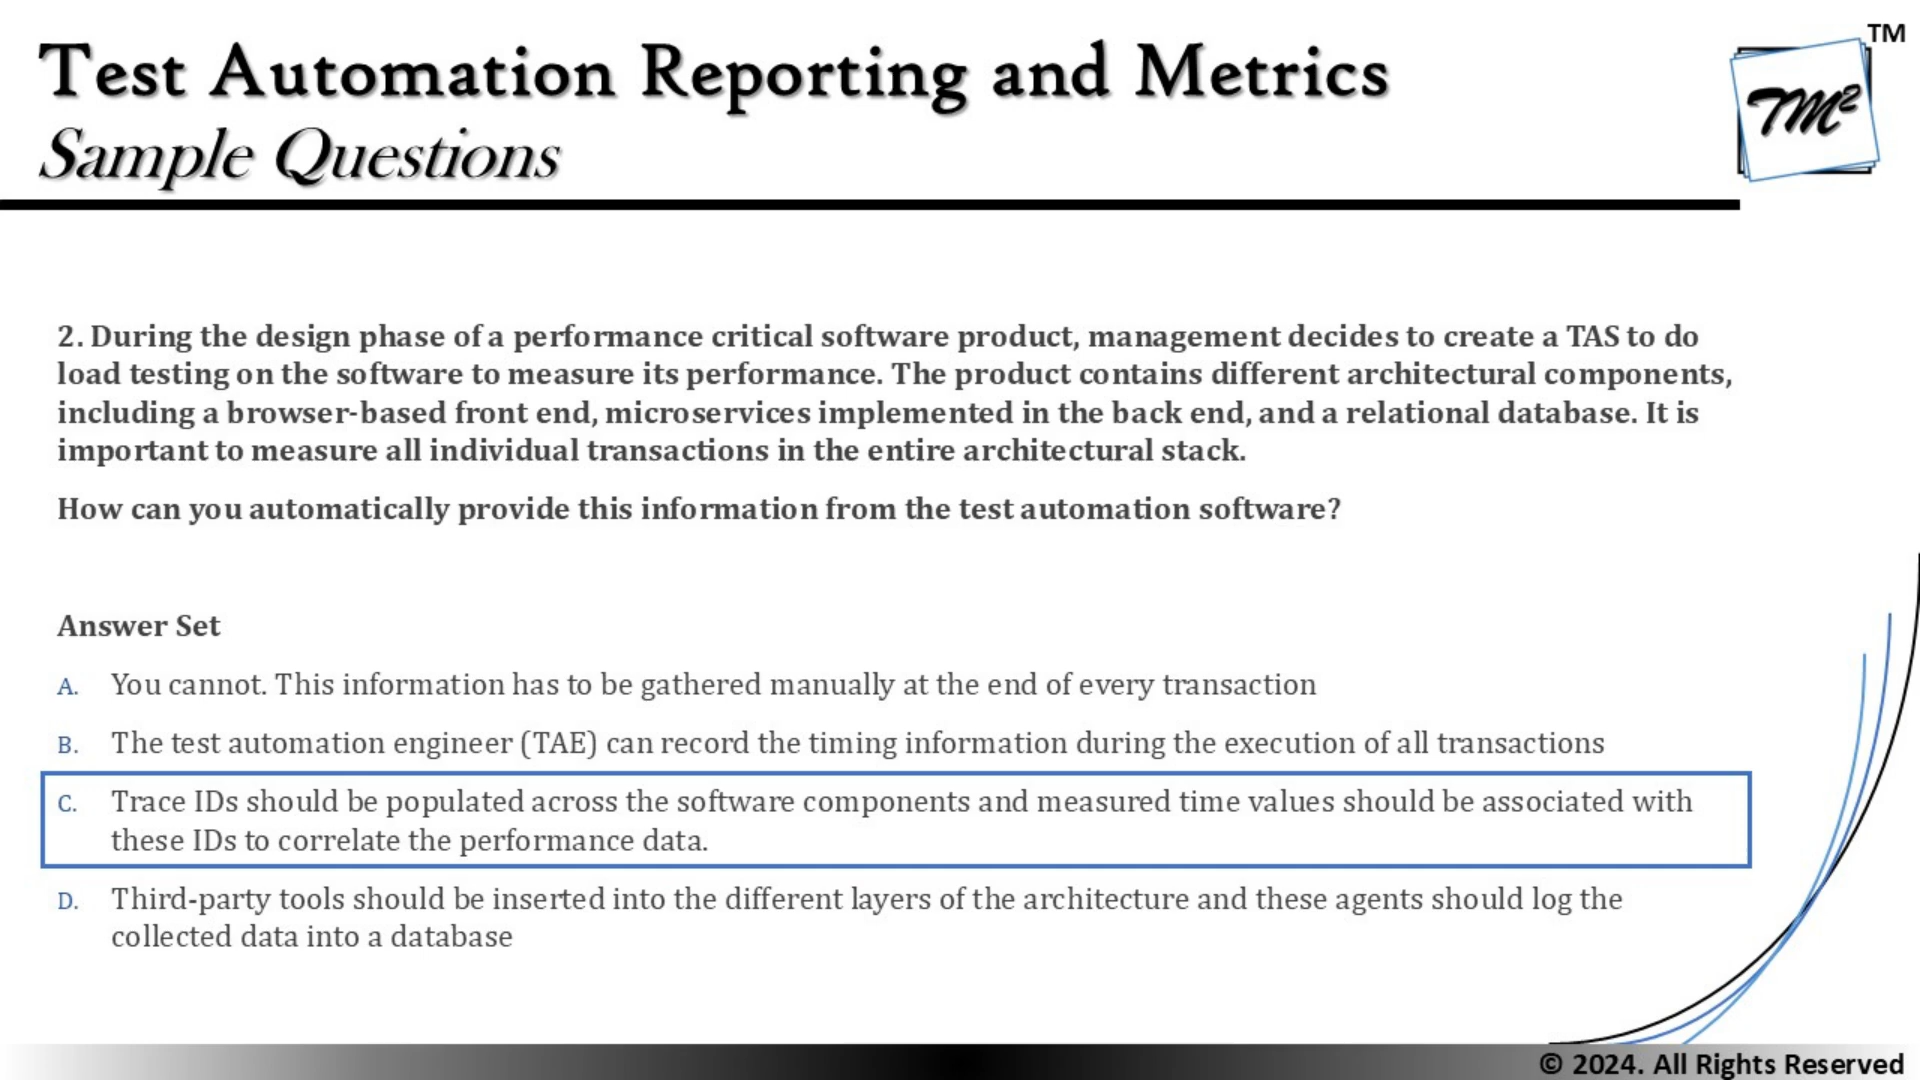 Test Automation Reporting and Metrics
Sample Questions
TM
TM²
2. During the design phase of a performance critical software product, management decides to create a TAS to do
load testing on the software to measure its performance. The product contains different architectural components,
including a browser-based front end, microservices implemented in the back end, and a relational database. It is
important to measure all individual transactions in the entire architectural stack.
How can you automatically provide this information from the test automation software?
Answer Set
A. You cannot. This information has to be gathered manually at the end of every transaction
B. The test automation engineer (TAE) can record the timing information during the execution of all transactions
C. Trace IDs should be populated across the software components and measured time values should be associated with
these IDs to correlate the performance data.
D. Third-party tools should be inserted into the different layers of the architecture and these agents should log the
collected data into a database
© 2024. All Rights Reserved